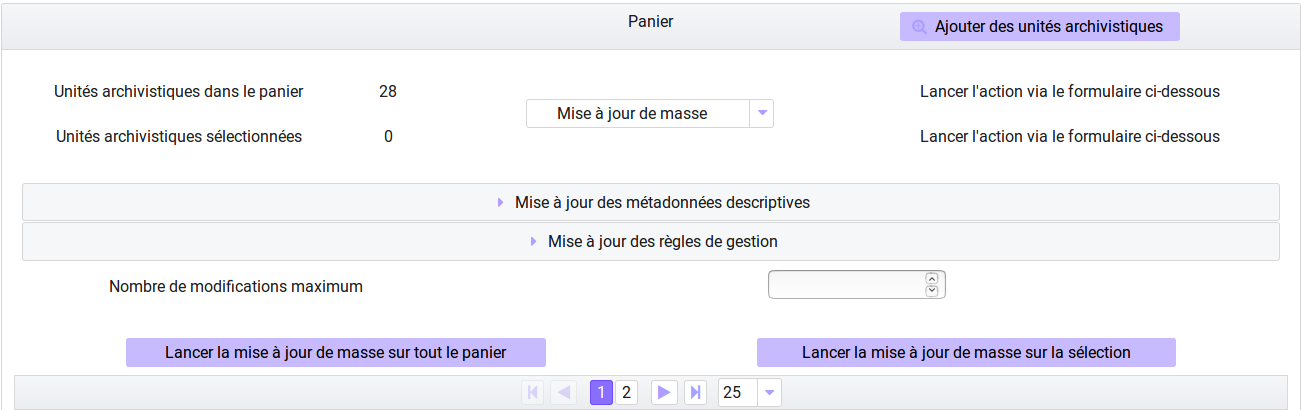 Panier
Ajouter des unités archivistiques
Unités archivistiques dans le panier 28
Mise à jour de masse
Lancer l'action via le formulaire ci-dessous
Unités archivistiques sélectionnées 0
Lancer l'action via le formulaire ci-dessous
Mise à jour des métadonnées descriptives
Mise à jour des règles de gestion
Nombre de modifications maximum
Lancer la mise à jour de masse sur tout le panier
Lancer la mise à jour de masse sur la sélection
1 2 25